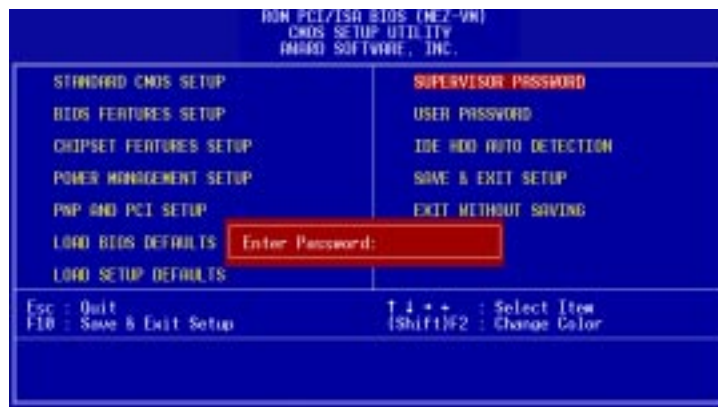 ROM PCI/ISA BIOS
CMOS SETUP UTILITY
AWARD SOFTWARE, INC.
STANDARD CMOS SETUP
BIOS FEATURES SETUP
CHIPSET FEATURES SETUP
POWER MANAGEMENT SETUP
PNP AND PCI SETUP
LOAD BIOS DEFAULTS
LOAD SETUP DEFAULTS
SUPERVISOR PASSWORD
USER PASSWORD
IDE HDD AUTO DETECTION
SAVE & EXIT SETUP
EXIT WITHOUT SAVING
Enter Password:
Esc : Quit
F10 : Save & Exit Setup
↑ ↓ → ← : Select Item
(Shift)F2 : Change Color